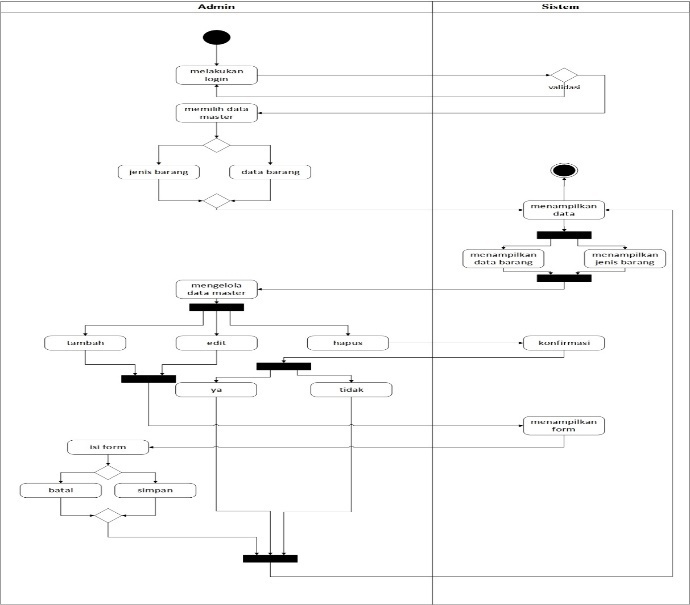 Admin
Sistem
melakukan
login
validasi
memilih data
master
jenis barang
data barang
menampilkan
data
menampilkan
data barang
menampilkan
jenis barang
mengelola
data master
tambah
edit
hapus
konfirmasi
ya
tidak
menampilkan
form
isi form
batal
simpan